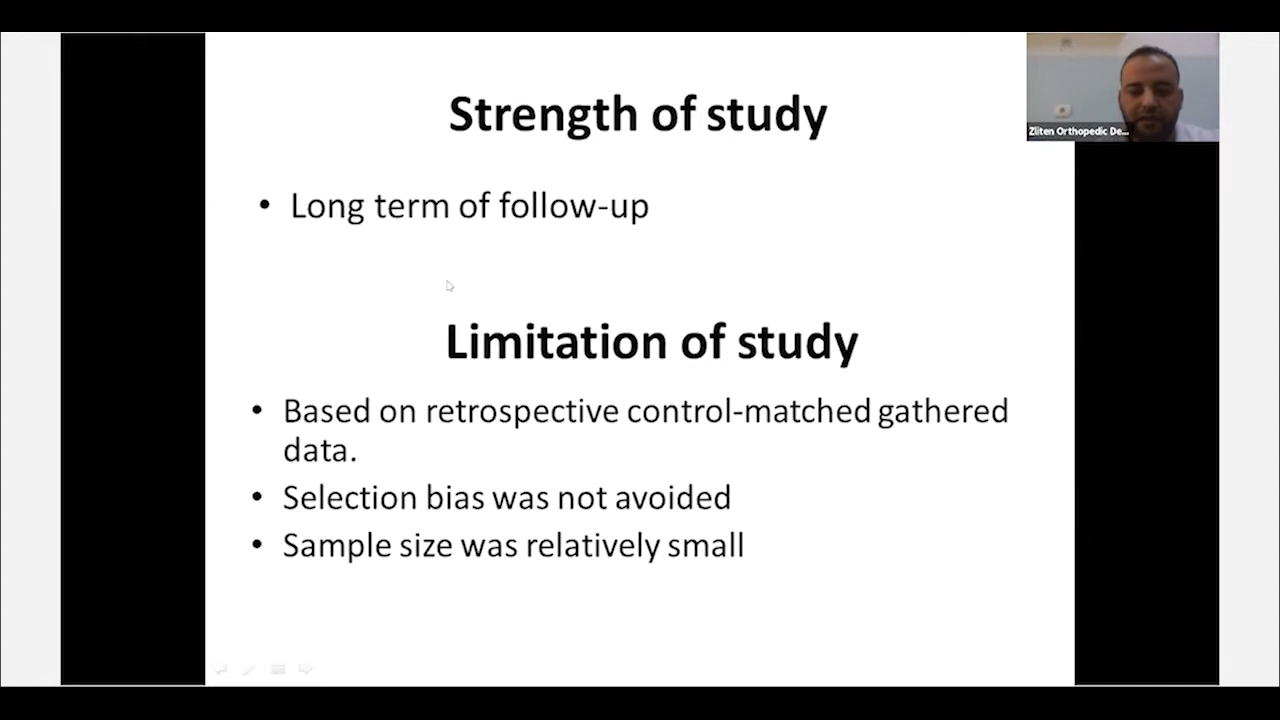 Strength of study
Zliten Orthopedic De...
• Long term of follow-up
Limitation of study
• Based on retrospective control-matched gathered
data.
• Selection bias was not avoided
• Sample size was relatively small